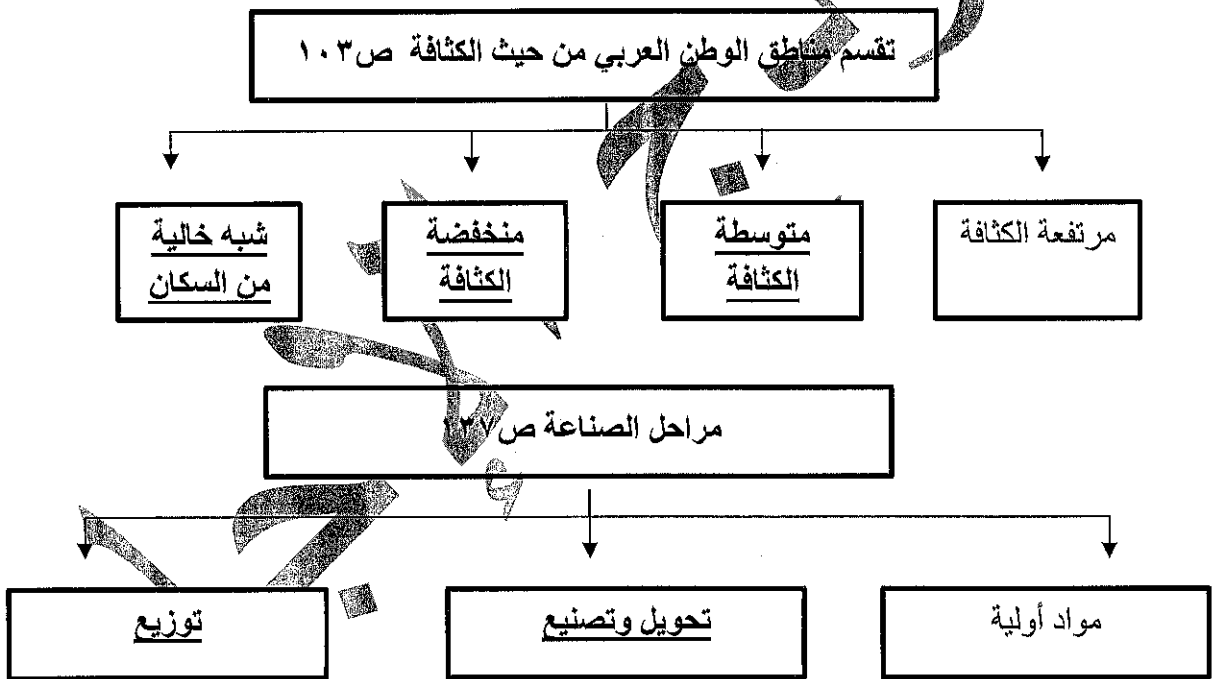 تقسم مناطق الوطن العربي من حيث الكثافة ص١٠٣
مرتفعة الكثافة
متوسطة
الكثافة
منخفضة
الكثافة
شبه خالية
من السكان
مراحل الصناعة ص١٣٧
مواد أولية
تحويل وتصنيع
توزيع